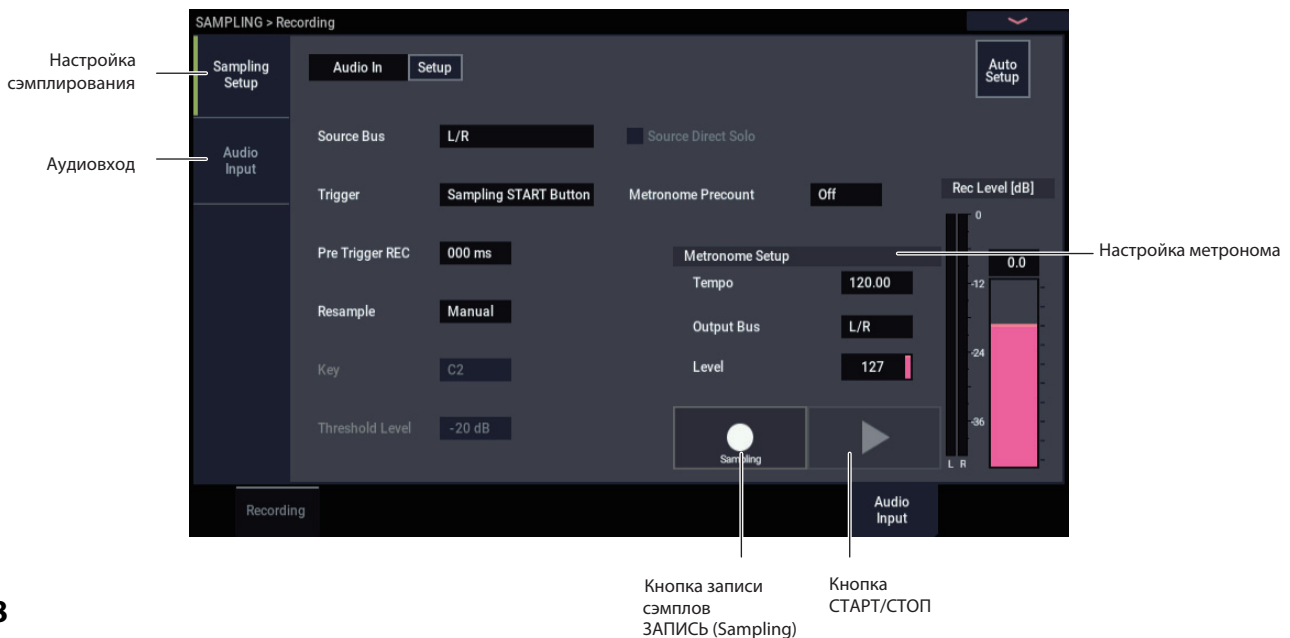 SAMPLING > Recording
Настройка
сэмплирования
Sampling
Setup
Audio In
Setup
Auto
Setup
Аудиовход
Audio
Input
Source Bus
L/R
Source Direct Solo
Trigger
Sampling START Button
Metronome Precount
Off
Rec Level [dB]
0
Pre Trigger REC
000 ms
Metronome Setup
0.0
Настройка метронома
Tempo
120.00
-12
Resample
Manual
Output Bus
L/R
-24
Key
C2
Level
127
Threshold Level
-20 dB
-36
Sampling
L R
Recording
Audio
Input
Кнопка записи
сэмплов
ЗАПИСЬ (Sampling)
Кнопка
СТАРТ/СТОП